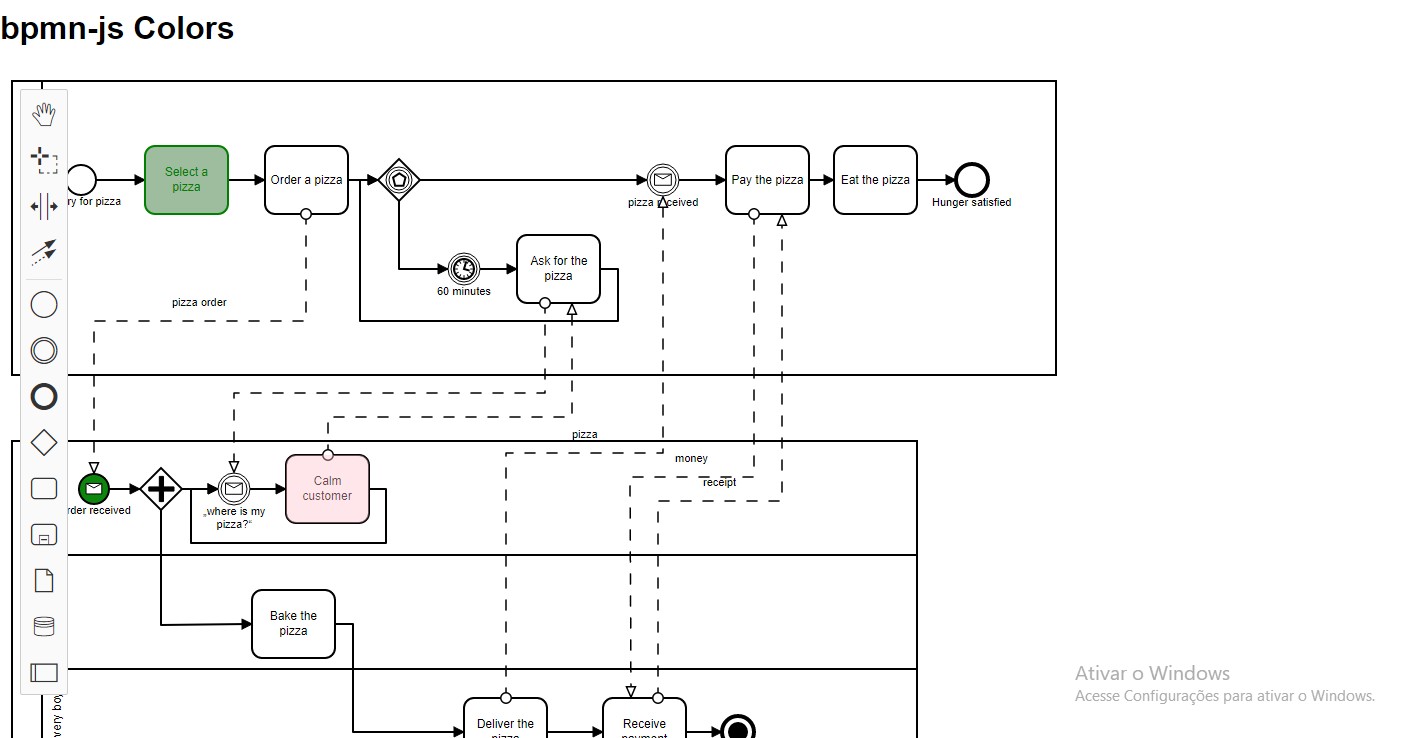 bpmn-js Colors
Select a
pizza
Order a pizza
pizza received
Pay the pizza
Eat the pizza
ry for pizza
Hunger satisfied
Ask for the
pizza
60 minutes
pizza order
pizza
money
receipt
Calm
customer
rder received
„where is my
pizza?“
Bake the
pizza
very boy
Deliver the
pizza
Receive
payment
Ativar o Windows
Acesse Configurações para ativar o Windows.